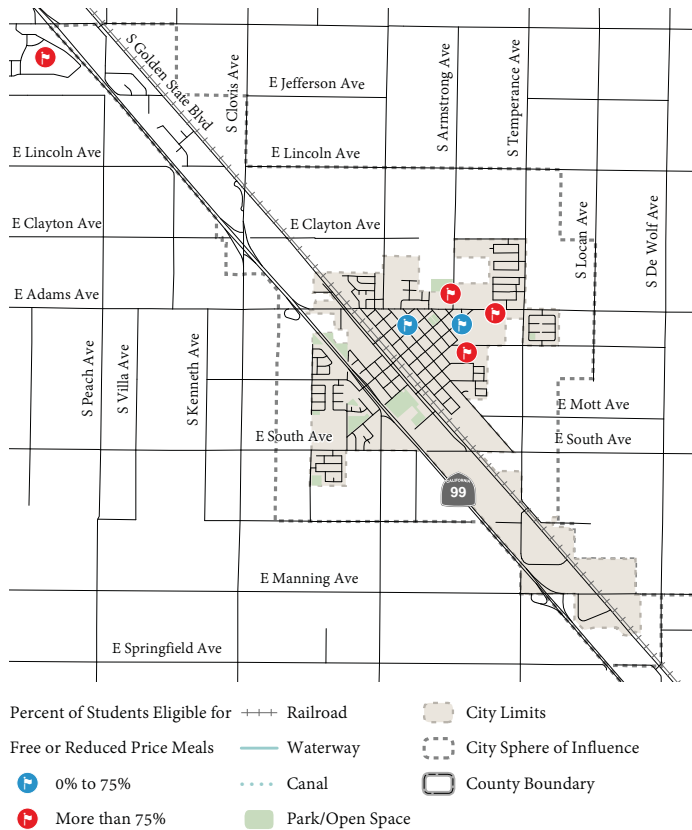 S Golden State Blvd
S Clovis Ave
E Jefferson Ave
S Armstrong Ave
S Temperance Ave
E Lincoln Ave
E Lincoln Ave
E Clayton Ave
E Clayton Ave
S Locan Ave
S De Wolf Ave
E Adams Ave
S Peach Ave
S Villa Ave
S Kenneth Ave
E Mott Ave
E South Ave
E South Ave
CALIFORNIA
99
E Manning Ave
E Springfield Ave
Percent of Students Eligible for
Free or Reduced Price Meals
0% to 75%
More than 75%
Railroad
Waterway
Canal
Park/Open Space
City Limits
City Sphere of Influence
County Boundary